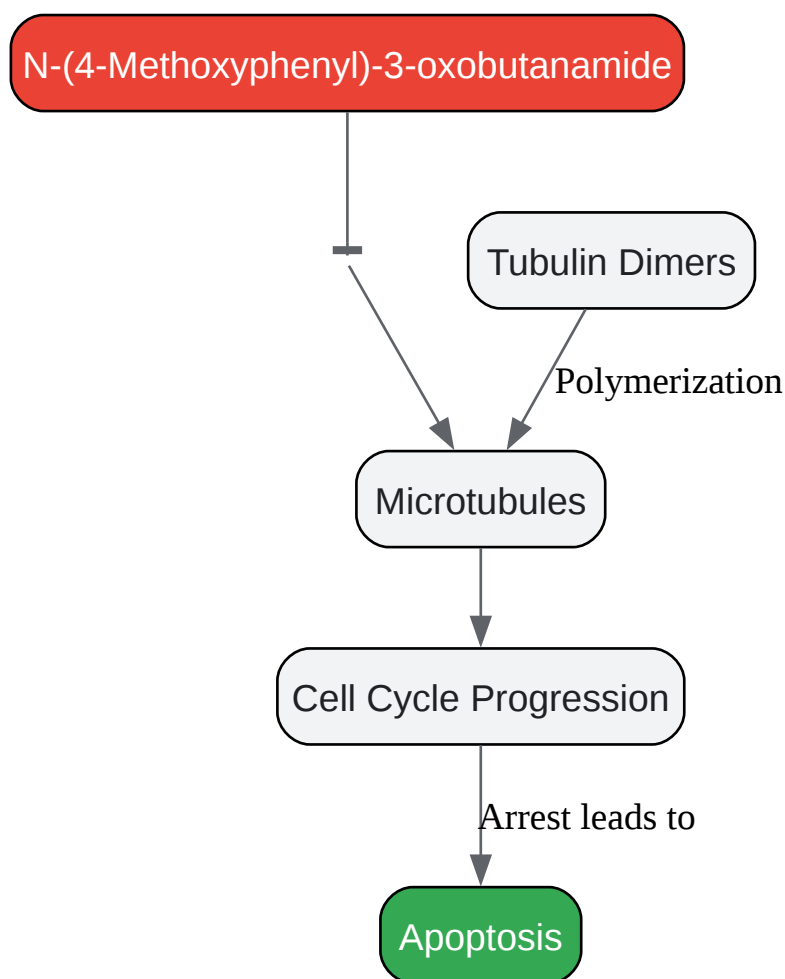 N-(4-Methoxyphenyl)-3-oxobutanamide
Tubulin Dimers
Polymerization
Microtubules
Cell Cycle Progression
Arrest leads to
Apoptosis